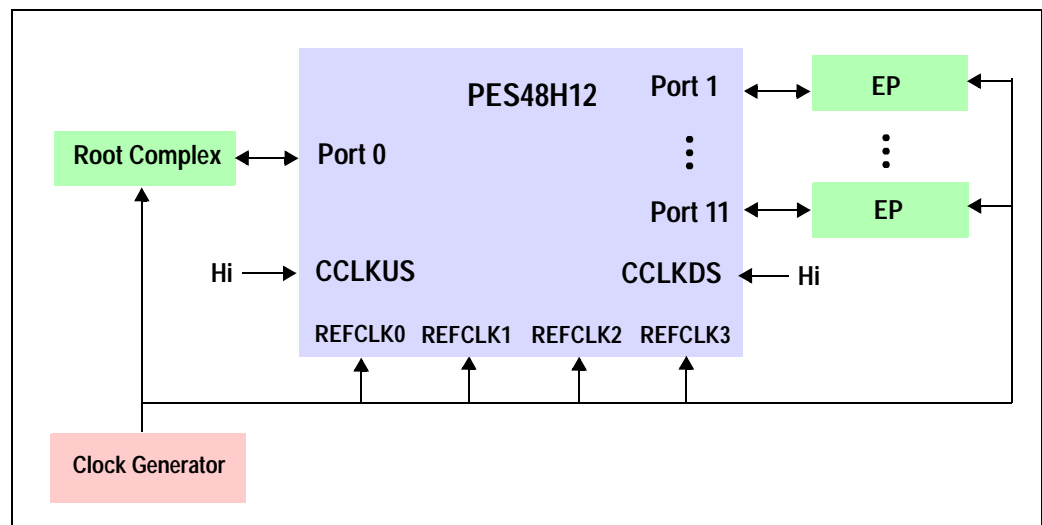 PES48H12
Port 1
EP
Root Complex
Port 0
Port 11
EP
Hi
CCLKUS
CCLKDS
Hi
REFCLK0 REFCLK1 REFCLK2 REFCLK3
Clock Generator